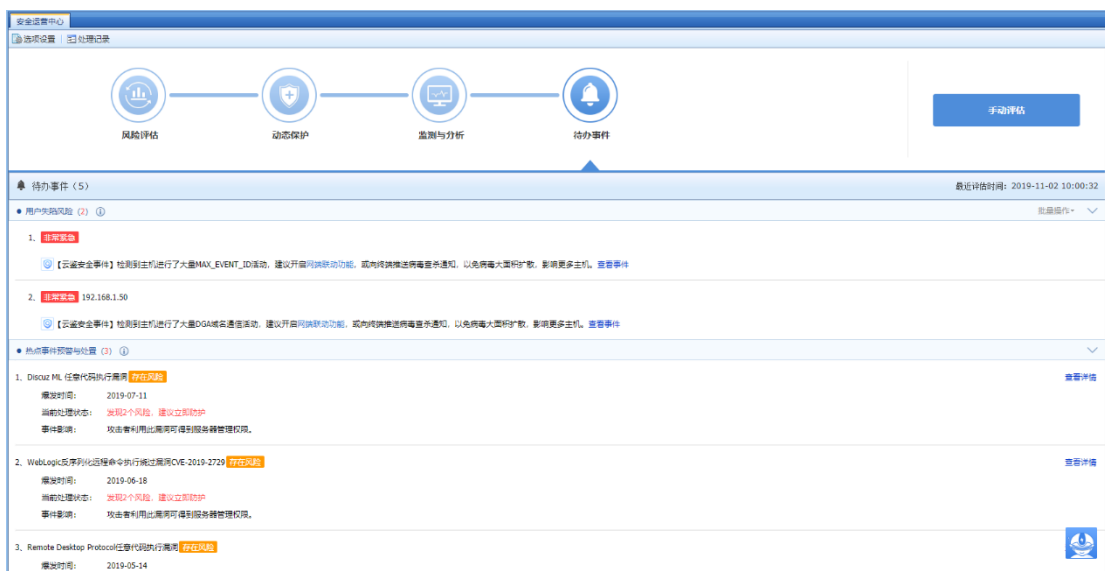 安全运营中心
选项设置 处理记录
风险评估 动态保护 监测与分析 待办事件
手动评估
待办事件（5） 最近评估时间：2019-11-02 10:00:32
用户失陷风险 (2) 批量操作
1、 非常紧急
【云鉴安全事件】检测到主机进行了大量MAX_EVENT_ID活动，建议开启网端联动功能，或向终端推送病毒查杀通知，以免病毒大面积扩散，影响更多主机。查看事件
2、 非常紧急 192.168.1.50
【云鉴安全事件】检测到主机进行了大量DGA域名通信活动，建议开启网端联动功能，或向终端推送病毒查杀通知，以免病毒大面积扩散，影响更多主机。查看事件
热点事件预警与处置 (3)
1、Discuz ML 任意代码执行漏洞 存在风险 查看详情
爆发时间： 2019-07-11
当前处理状态： 发现2个风险，建议立即防护
事件影响： 攻击者利用此漏洞可得到服务器管理权限。
2、WebLogic反序列化远程命令执行绕过漏洞CVE-2019-2729 存在风险 查看详情
爆发时间： 2019-06-18
当前处理状态： 发现2个风险，建议立即防护
事件影响： 攻击者利用此漏洞可得到服务器管理权限。
3、Remote Desktop Protocol任意代码执行漏洞 存在风险
爆发时间： 2019-05-14